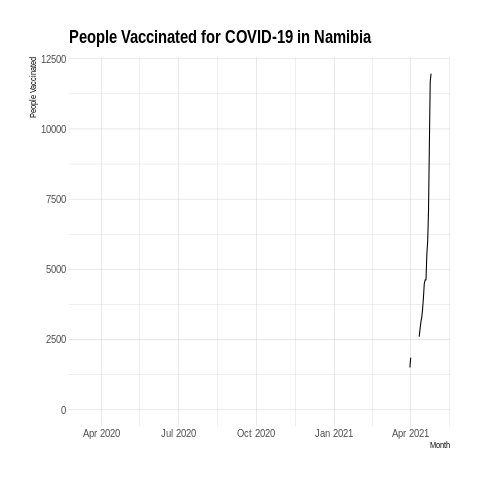 People Vaccinated for COVID-19 in Namibia
People Vaccinated
12500
10000
7500
5000
2500
0
Apr 2020 Jul 2020 Oct 2020 Jan 2021 Apr 2021
Month